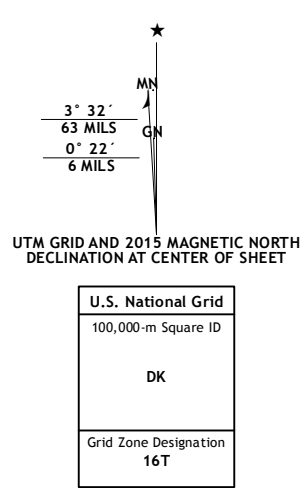 ★
MN
3° 32´
63 MILS
GN
0° 22´
6 MILS
UTM GRID AND 2015 MAGNETIC NORTH
DECLINATION AT CENTER OF SHEET
U.S. National Grid
100,000-m Square ID
DK
Grid Zone Designation
16T